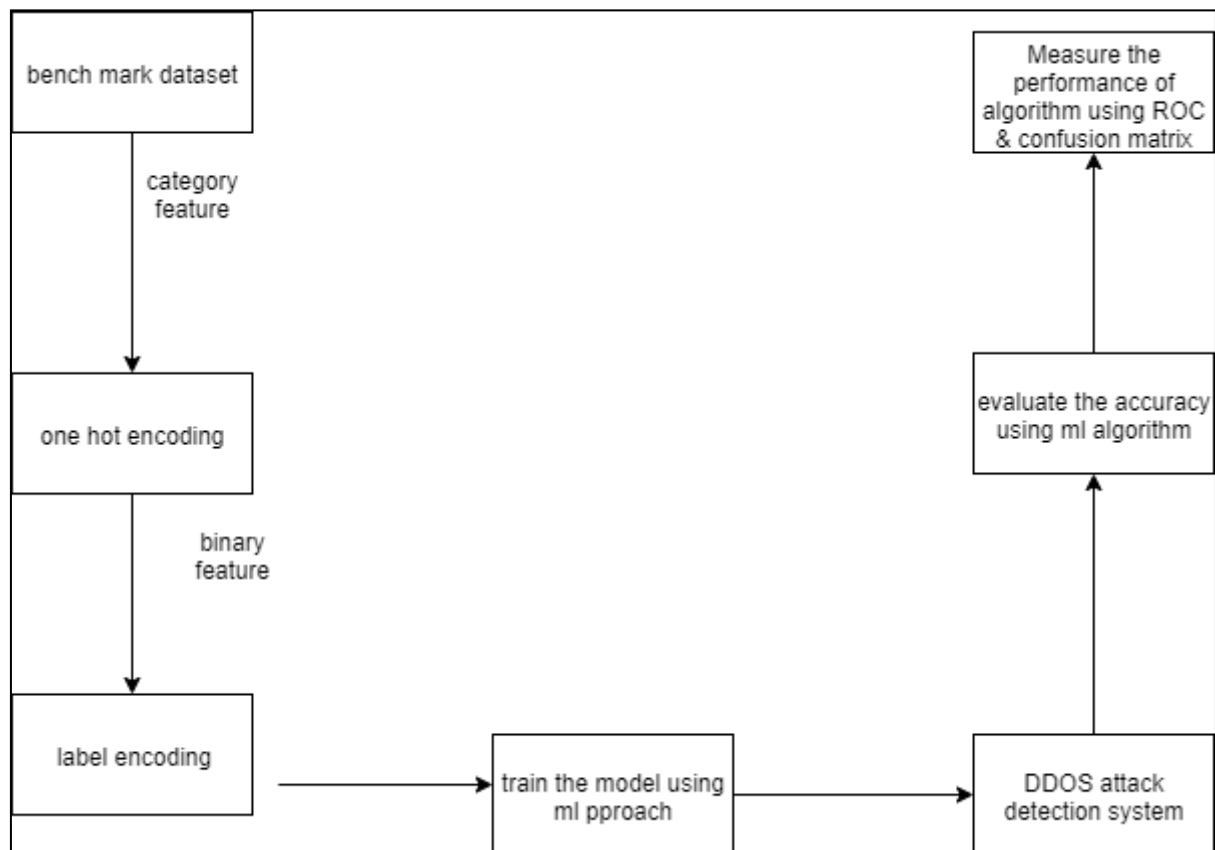 bench mark dataset
category
feature
one hot encoding
binary
feature
label encoding
train the model using
ml pproach
DDOS attack
detection system
evaluate the accuracy
using ml algorithm
Measure the
performance of
algorithm using ROC
& confusion matrix